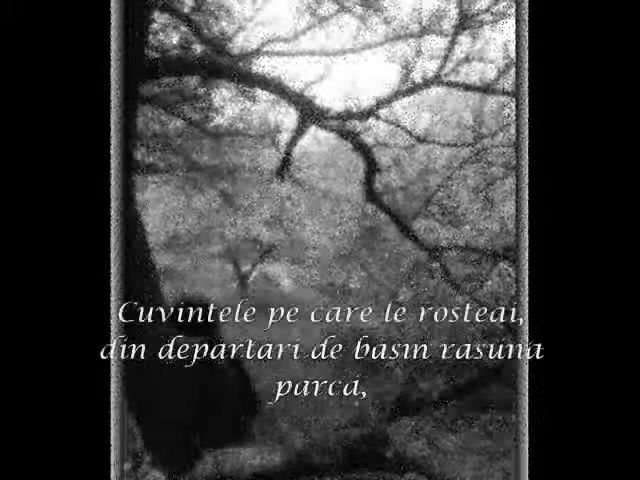 Cuvintele pe care le rosteai,
din departari de basm rasuna
parca,